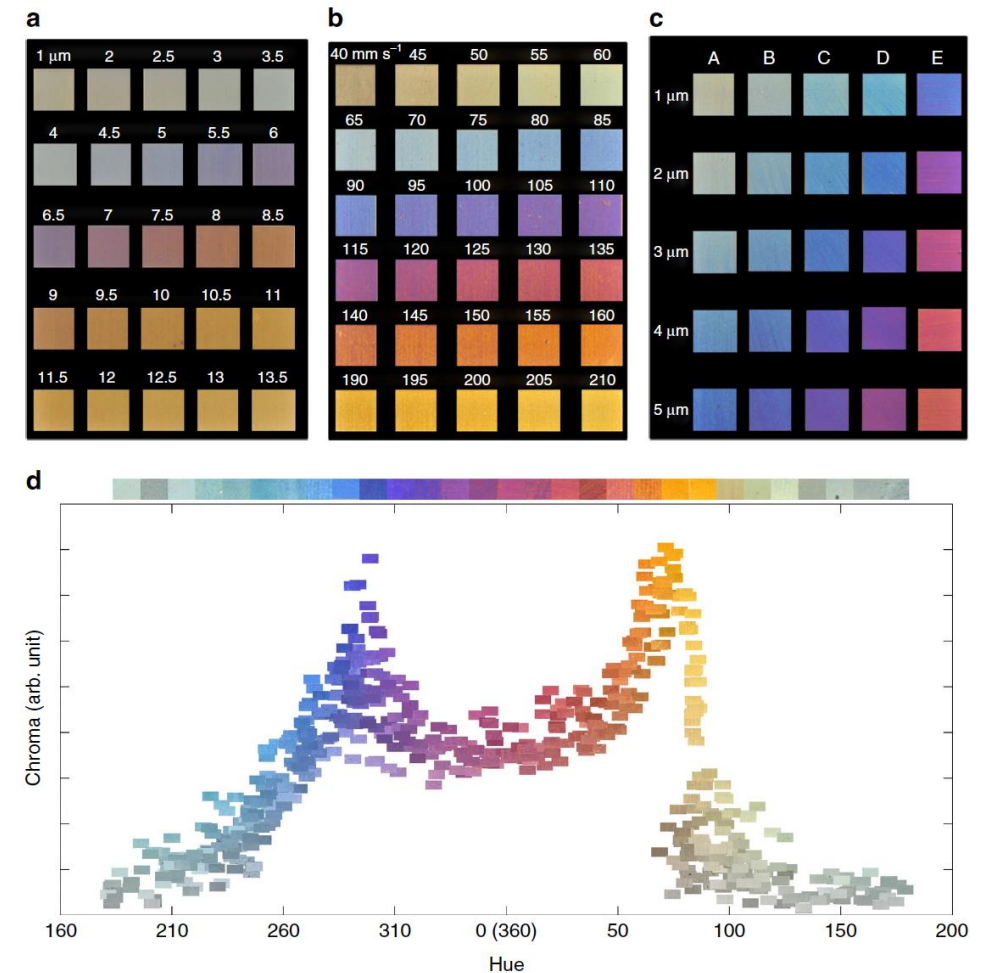 a b c
1 μm 2 2.5 3 3.5
4 4.5 5 5.5 6
6.5 7 7.5 8 8.5
9 9.5 10 10.5 11
11.5 12 12.5 13 13.5
40 mm s⁻¹ 45 50 55 60
65 70 75 80 85
90 95 100 105 110
115 120 125 130 135
140 145 150 155 160
190 195 200 205 210
A B C D E
1 μm
2 μm
3 μm
4 μm
5 μm
d
Chroma (arb. unit)
160 210 260 310 0 (360) 50 100 150 200
Hue